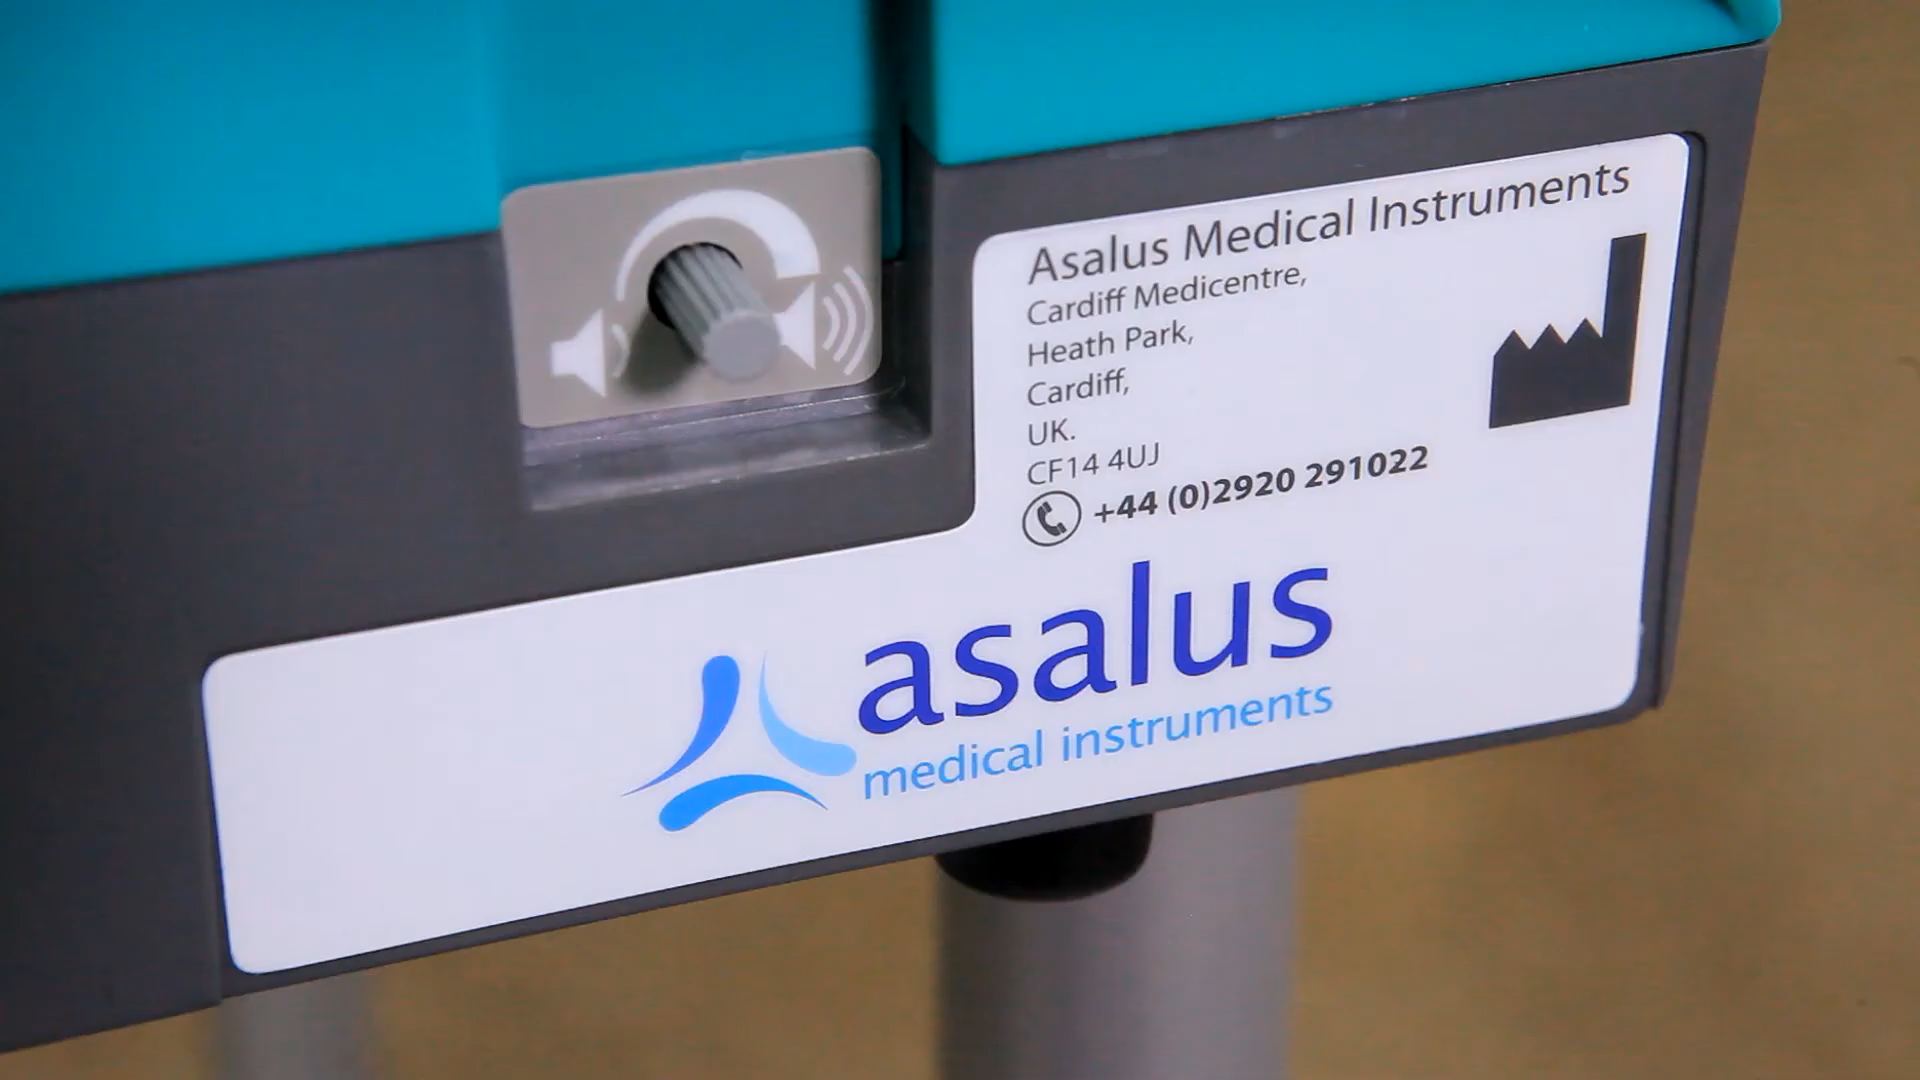 Asalus Medical Instruments
Cardiff Medicentre,
Heath Park,
Cardiff,
UK.
CF14 4UJ
+44 (0)2920 291022
asalus
medical instruments